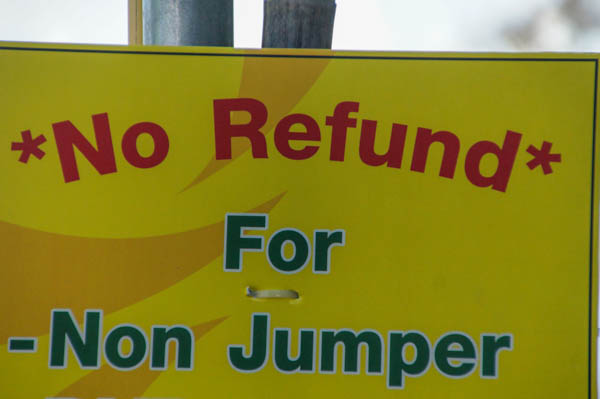 *No Refund*
For
-Non Jumper